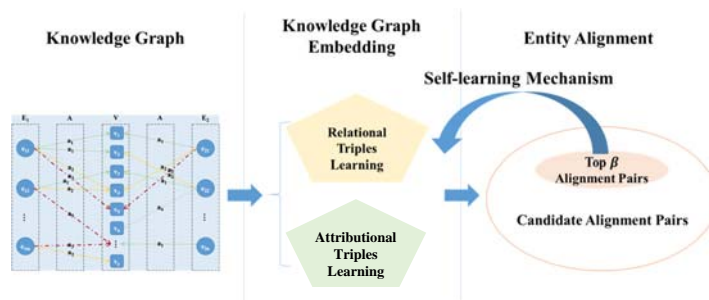 Knowledge Graph
Knowledge Graph
Embedding
Entity Alignment
Self-learning Mechanism
E₁ A V A E₂
Relational
Triples
Learning
Attributional
Triples
Learning
Top β
Alignment Pairs
Candidate Alignment Pairs